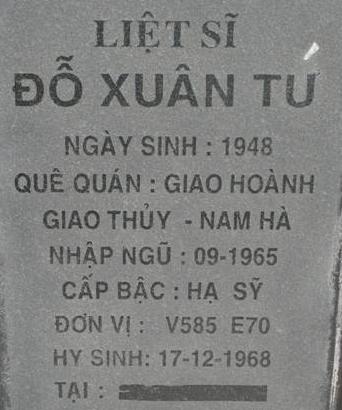 LIỆT SĨ
ĐỖ XUÂN TƯ
NGÀY SINH : 1948
QUÊ QUÁN : GIAO HOÀNH
GIAO THỦY - NAM HÀ
NHẬP NGŨ : 09-1965
CẤP BẬC : HẠ SỸ
ĐƠN VỊ : V585 E70
HY SINH: 17-12-1968
TẠI :